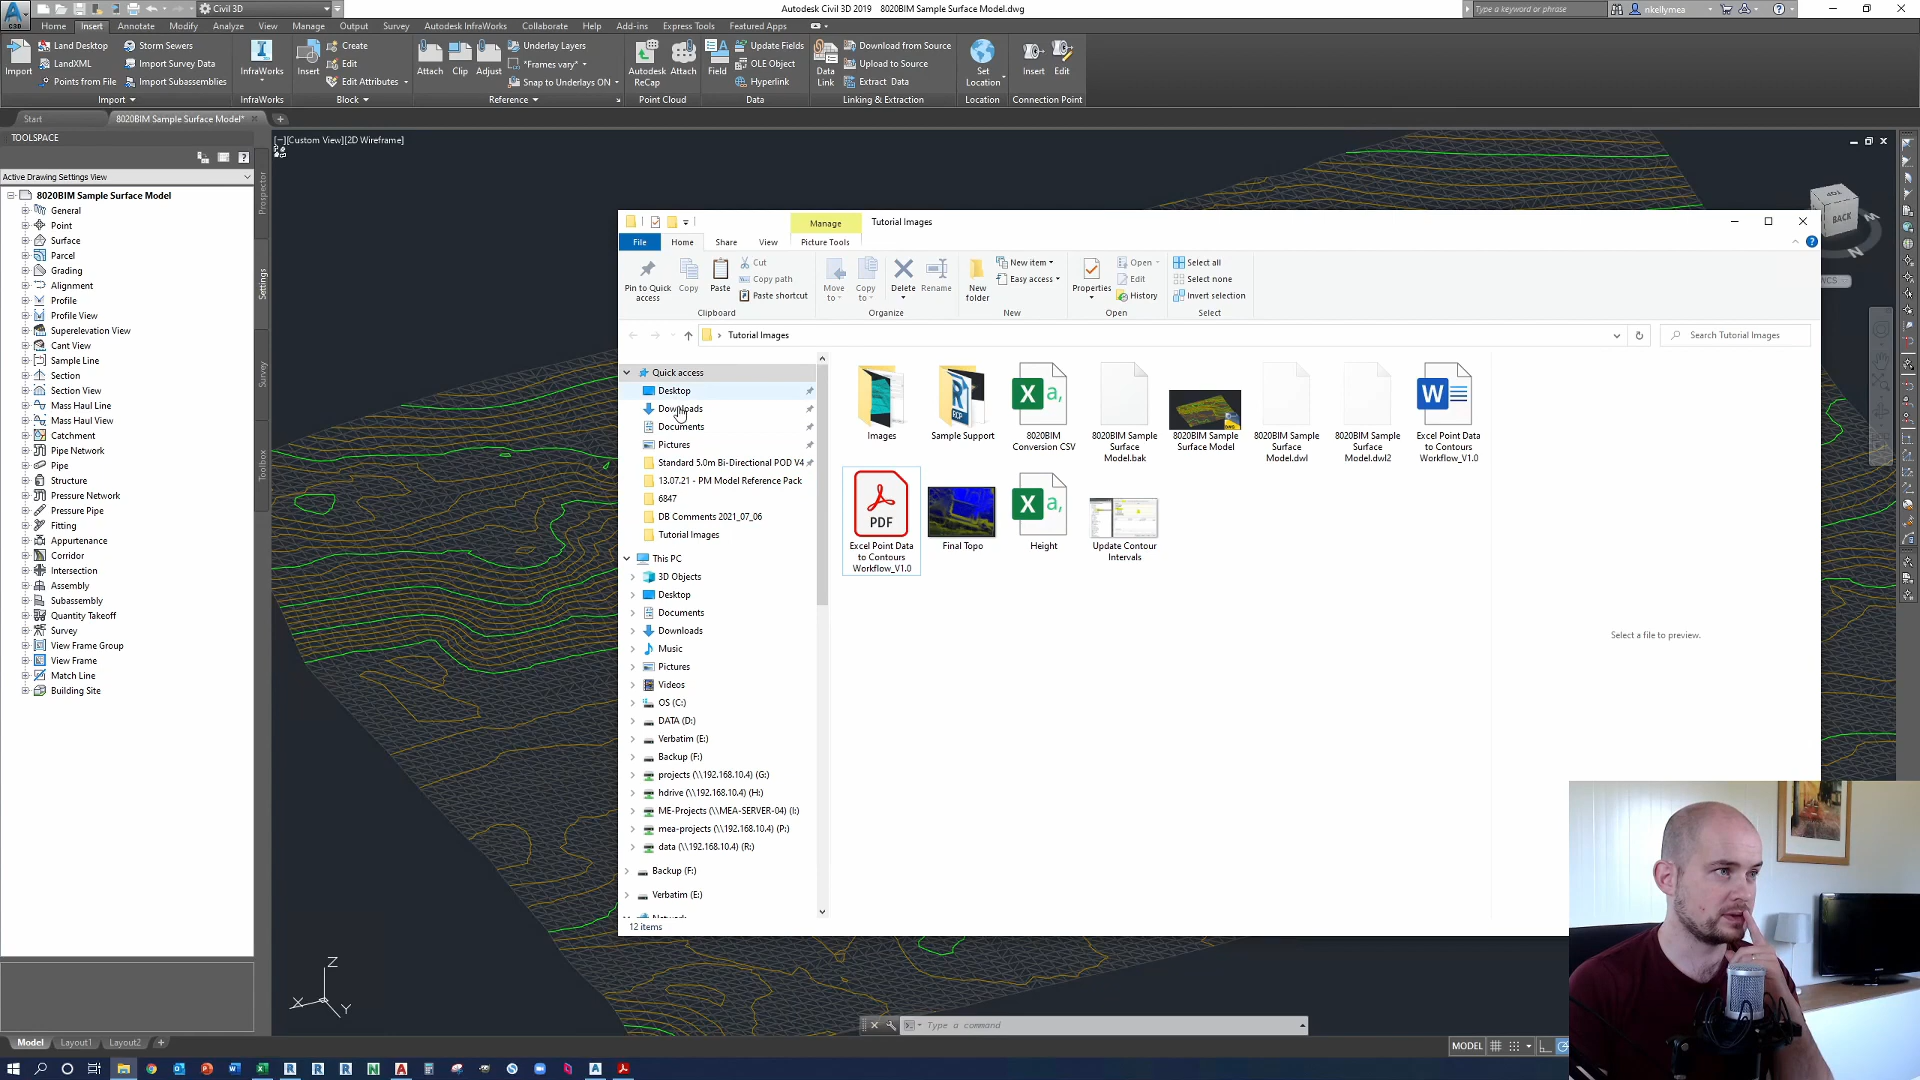 Civil 3D
Autodesk Civil 3D 2019 8020BIM Sample Surface Model.dwg
Type a keyword or phrase
nkellymea
Home Insert Annotate Modify Analyze View Manage Output Survey Autodesk InfraWorks Collaborate Help Add-ins Express Tools Featured Apps
Import
Land Desktop
LandXML
Points from File
Storm Sewers
Import Survey Data
Import Subassemblies
InfraWorks
Insert
Create
Edit
Edit Attributes
Attach
Clip
Adjust
Underlay Layers
*Frames vary*
Snap to Underlays ON
Autodesk
ReCap
Attach
Field
Update Fields
OLE Object
Hyperlink
Data
Link
Download from Source
Upload to Source
Extract Data
Set
Location
Insert
Edit
Import InfraWorks Block Reference Point Cloud Data Linking & Extraction Location Connection Point
Start
8020BIM Sample Surface Model*
TOOLSPACE
[−][Custom View][2D Wireframe]
Active Drawing Settings View
8020BIM Sample Surface Model
General
Point
Surface
Parcel
Grading
Alignment
Profile
Profile View
Superelevation View
Cant View
Sample Line
Section
Section View
Mass Haul Line
Mass Haul View
Catchment
Pipe Network
Pipe
Structure
Pressure Network
Pressure Pipe
Fitting
Appurtenance
Corridor
Intersection
Assembly
Subassembly
Quantity Takeoff
Survey
View Frame Group
View Frame
Match Line
Building Site
Prospector
Settings
Survey
Toolbox
Manage
Tutorial Images
File Home Share View Picture Tools
Pin to Quick
access
Copy
Paste
Cut
Copy path
Paste shortcut
Move
to
Copy
to
Delete
Rename
New
folder
New item
Easy access
Properties
Open
Edit
History
Select all
Select none
Invert selection
Clipboard Organize New Open Select
Tutorial Images
Search Tutorial Images
Quick access
Desktop
Downloads
Documents
Pictures
Standard 5.0m Bi-Directional POD V4
13.07.21 - PM Model Reference Pack
6847
DB Comments 2021_07_06
Tutorial Images
This PC
3D Objects
Desktop
Documents
Downloads
Music
Pictures
Videos
OS (C:)
DATA (D:)
Verbatim (E:)
Backup (F:)
projects (\\192.168.10.4) (G:)
hdrive (\\192.168.10.4) (H:)
ME-Projects (\\MEA-SERVER-04) (I:)
mea-projects (\\192.168.10.4) (P:)
data (\\192.168.10.4) (R:)
Backup (F:)
Verbatim (E:)
12 items
Images
Sample Support
8020BIM
Conversion CSV
8020BIM Sample
Surface
Model.bak
8020BIM Sample
Surface Model
8020BIM Sample
Surface
Model.dwl
8020BIM Sample
Surface
Model.dwl2
Excel Point Data
to Contours
Workflow_V1.0
PDF
Excel Point Data
to Contours
Workflow_V1.0
Final Topo
Height
Update Contour
Intervals
Select a file to preview.
TOP
BACK
Z
X
Y
Type a command
Model Layout1 Layout2
MODEL